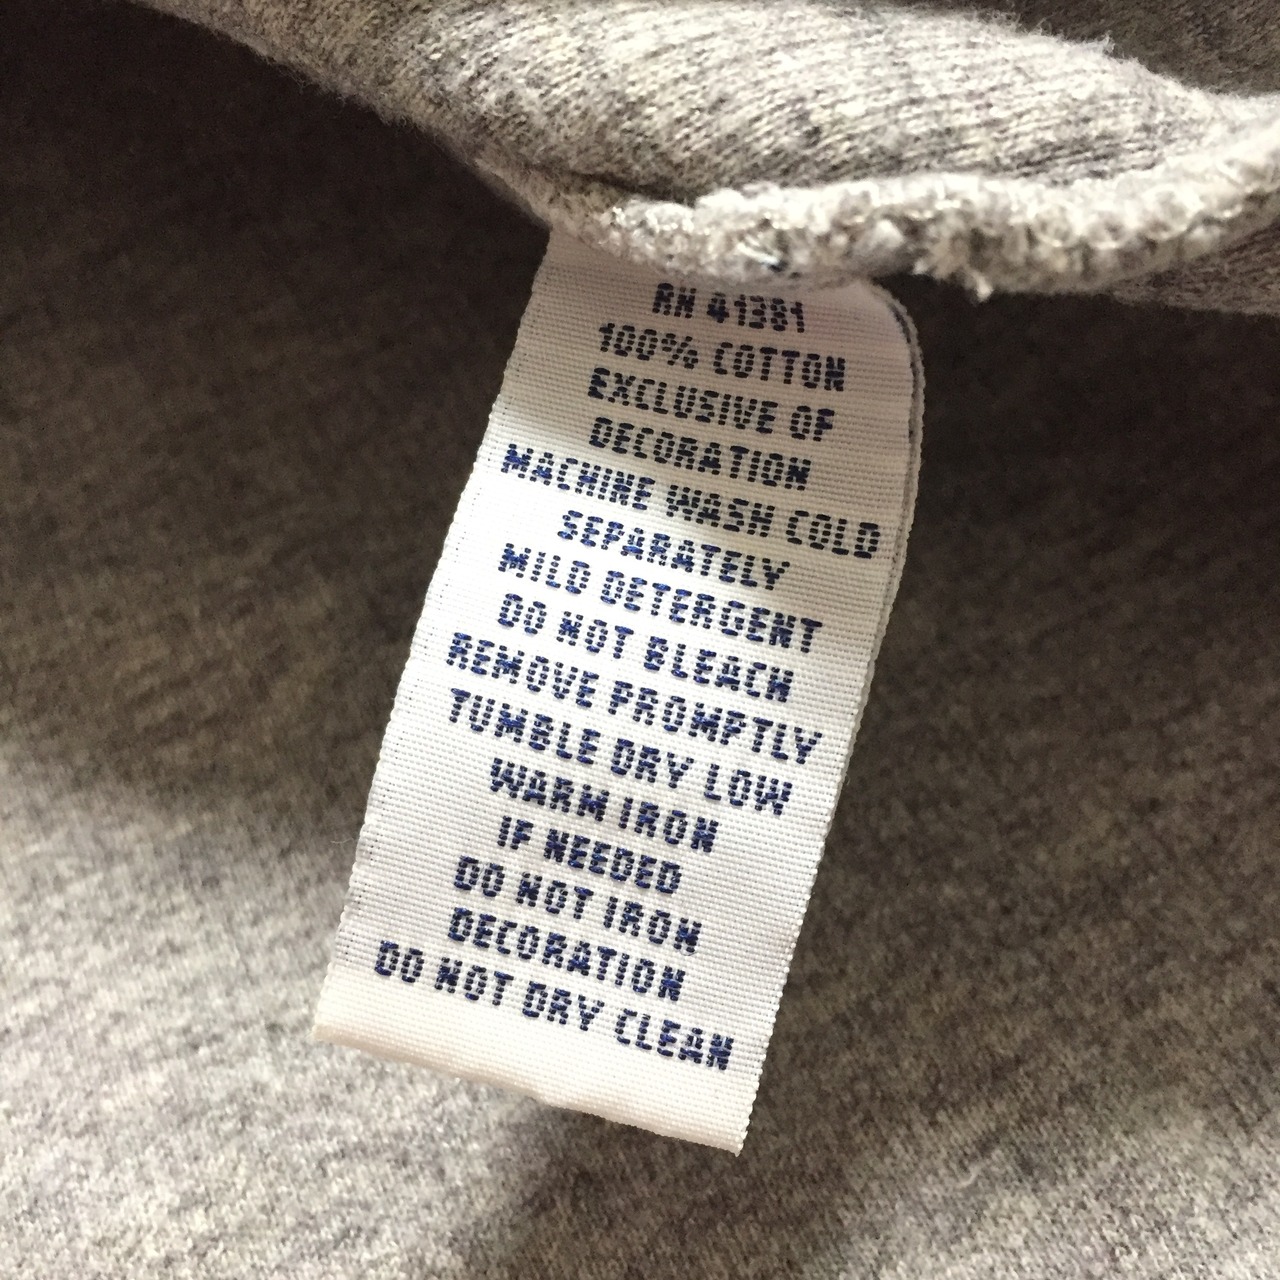 RN 41381
100% COTTON
EXCLUSIVE OF
DECORATION
MACHINE WASH COLD
SEPARATELY
MILD DETERGENT
DO NOT BLEACH
REMOVE PROMPTLY
TUMBLE DRY LOW
WARM IRON
IF NEEDED
DO NOT IRON
DECORATION
DO NOT DRY CLEAN